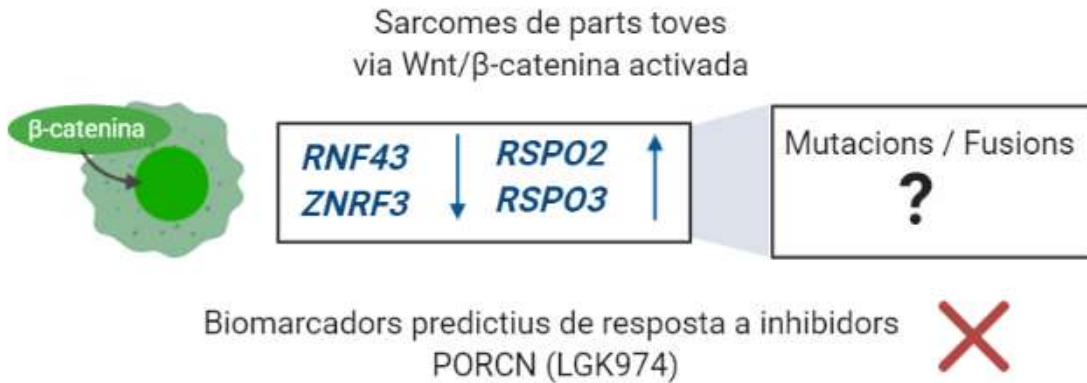 Sarcomes de parts toves
via Wnt/β-catenina activada
β-catenina
RNF43 RSPO2
ZNRF3 RSPO3
Mutacions / Fusions
?
Biomarcadors predictius de resposta a inhibidors
PORCN (LGK974)